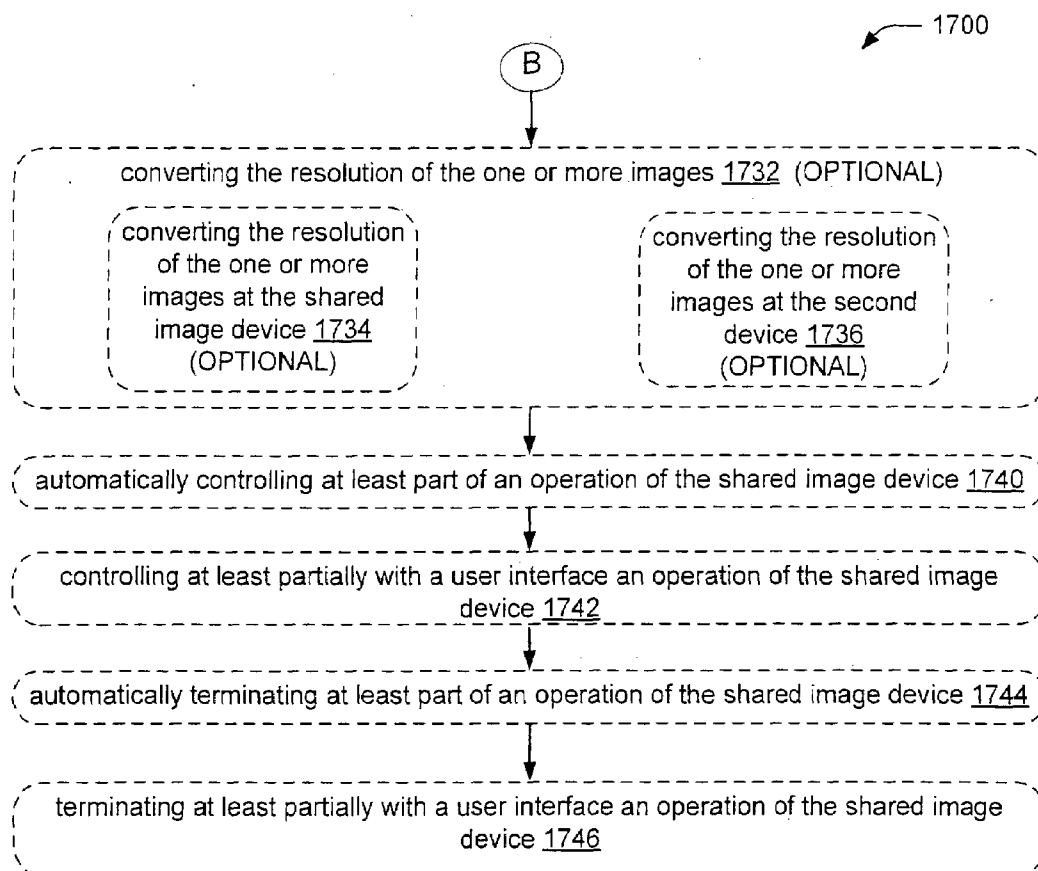 1700
B
converting the resolution of the one or more images 1732 (OPTIONAL)
converting the resolution
of the one or more
images at the shared
image device 1734
(OPTIONAL)
converting the resolution
of the one or more
images at the second
device 1736
(OPTIONAL)
automatically controlling at least part of an operation of the shared image device 1740
controlling at least partially with a user interface an operation of the shared image
device 1742
automatically terminating at least part of an operation of the shared image device 1744
terminating at least partially with a user interface an operation of the shared image
device 1746